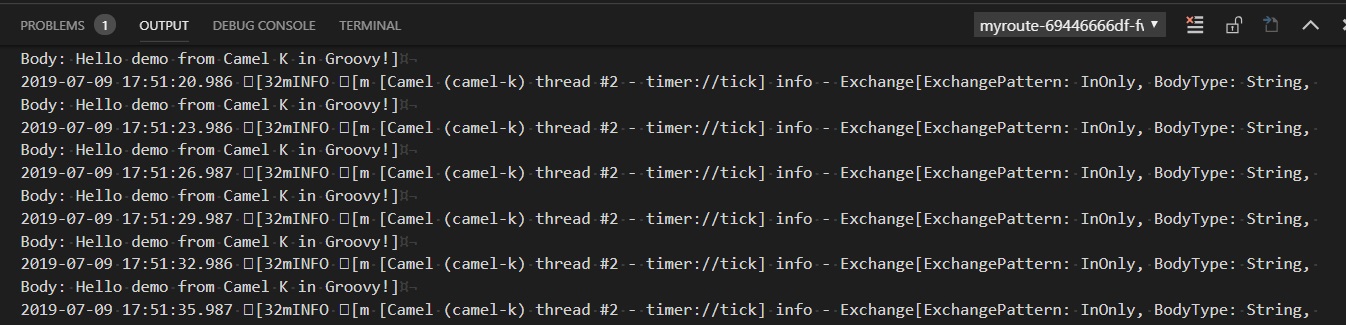 PROBLEMS 1 OUTPUT DEBUG CONSOLE TERMINAL myroute-69446666df-fv
Body: Hello demo from Camel K in Groovy!]¤¬
2019-07-09 17:51:20.986 □[32mINFO □[m [Camel (camel-k) thread #2 - timer://tick] info - Exchange[ExchangePattern: InOnly, BodyType: String,
Body: Hello demo from Camel K in Groovy!]¤¬
2019-07-09 17:51:23.986 □[32mINFO □[m [Camel (camel-k) thread #2 - timer://tick] info - Exchange[ExchangePattern: InOnly, BodyType: String,
Body: Hello demo from Camel K in Groovy!]¤¬
2019-07-09 17:51:26.987 □[32mINFO □[m [Camel (camel-k) thread #2 - timer://tick] info - Exchange[ExchangePattern: InOnly, BodyType: String,
Body: Hello demo from Camel K in Groovy!]¤¬
2019-07-09 17:51:29.987 □[32mINFO □[m [Camel (camel-k) thread #2 - timer://tick] info - Exchange[ExchangePattern: InOnly, BodyType: String,
Body: Hello demo from Camel K in Groovy!]¤¬
2019-07-09 17:51:32.986 □[32mINFO □[m [Camel (camel-k) thread #2 - timer://tick] info - Exchange[ExchangePattern: InOnly, BodyType: String,
Body: Hello demo from Camel K in Groovy!]¤¬
2019-07-09 17:51:35.987 □[32mINFO □[m [Camel (camel-k) thread #2 - timer://tick] info - Exchange[ExchangePattern: InOnly, BodyType: String,